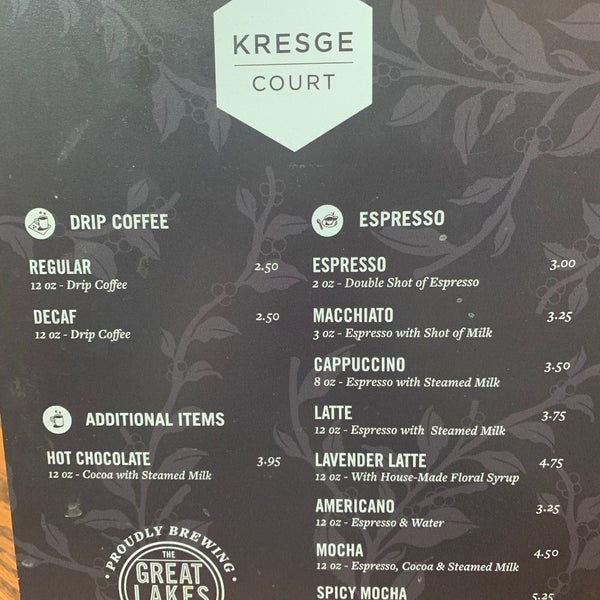 KRESGE
COURT
DRIP COFFEE
REGULAR 2.50
12 oz - Drip Coffee
DECAF 2.50
12 oz - Drip Coffee
ADDITIONAL ITEMS
HOT CHOCOLATE 3.95
12 oz - Cocoa with Steamed Milk
• PROUDLY BREWING •
THE
GREAT
LAKES
ESPRESSO
ESPRESSO 3.00
2 oz - Double Shot of Espresso
MACCHIATO 3.25
3 oz - Espresso with Shot of Milk
CAPPUCCINO 3.50
8 oz - Espresso with Steamed Milk
LATTE 3.75
12 oz - Espresso with Steamed Milk
LAVENDER LATTE 4.75
12 oz - With House-Made Floral Syrup
AMERICANO 3.25
12 oz - Espresso & Water
MOCHA 4.50
12 oz - Espresso, Cocoa & Steamed Milk
SPICY MOCHA 5.25